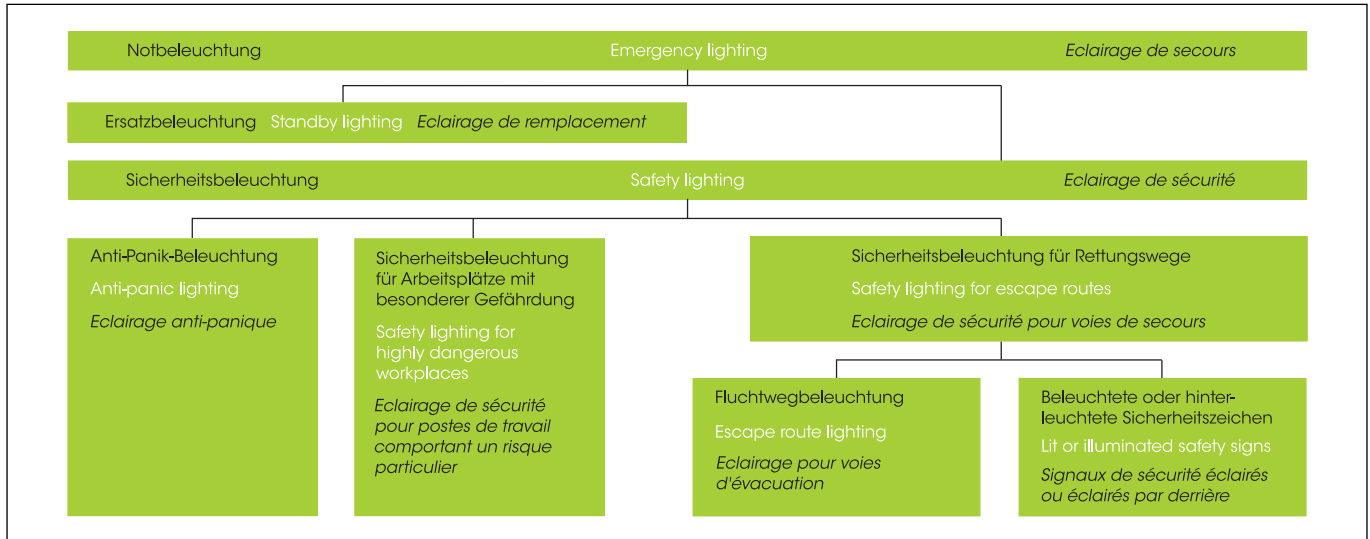 Notbeleuchtung Emergency lighting Eclairage de secours
Ersatzbeleuchtung Standby lighting Eclairage de remplacement
Sicherheitsbeleuchtung Safety lighting Eclairage de sécurité
Anti-Panik-Beleuchtung
Anti-panic lighting
Eclairage anti-panique
Sicherheitsbeleuchtung
für Arbeitsplätze mit
besonderer Gefährdung
Safety lighting for
highly dangerous
workplaces
Eclairage de sécurité
pour postes de travail
comportant un risque
particulier
Sicherheitsbeleuchtung für Rettungswege
Safety lighting for escape routes
Eclairage de sécurité pour voies de secours
Fluchtwegbeleuchtung
Escape route lighting
Eclairage pour voies
d'évacuation
Beleuchtete oder hinter-
leuchtete Sicherheitszeichen
Lit or illuminated safety signs
Signaux de sécurité éclairés
ou éclairés par derrière